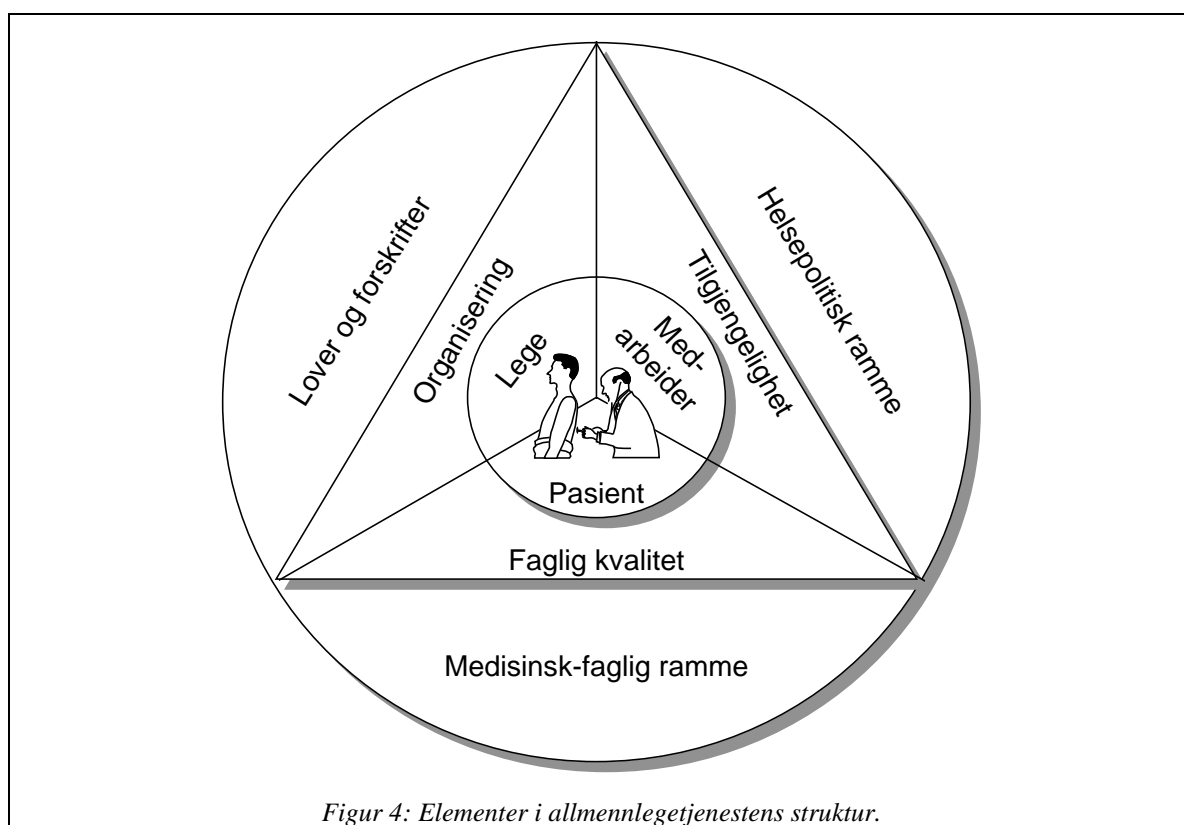 Lover og forskrifter
Organisering
Lege
Med-
arbeider
Tilgjengelighet
Helsepolitisk ramme
Pasient
Faglig kvalitet
Medisinsk-faglig ramme
Figur 4: Elementer i allmennlegetjenestens struktur.